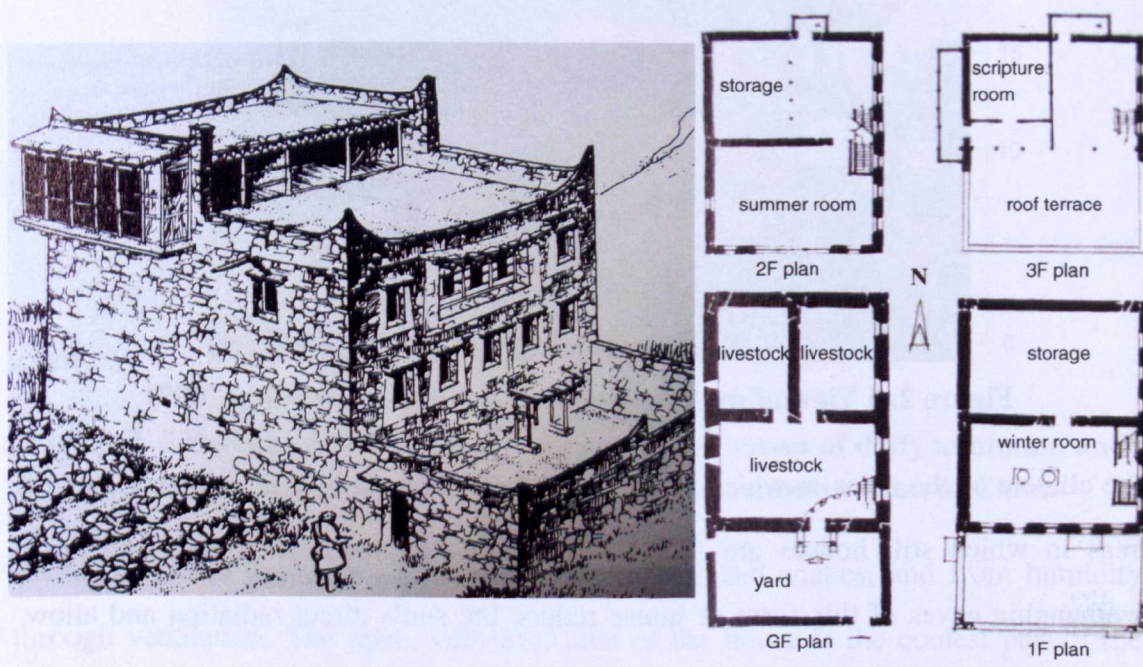 storage
summer room
2F plan
scripture
room
roof terrace
3F plan
N
livestock livestock
livestock
yard
GF plan
storage
winter room
1F plan